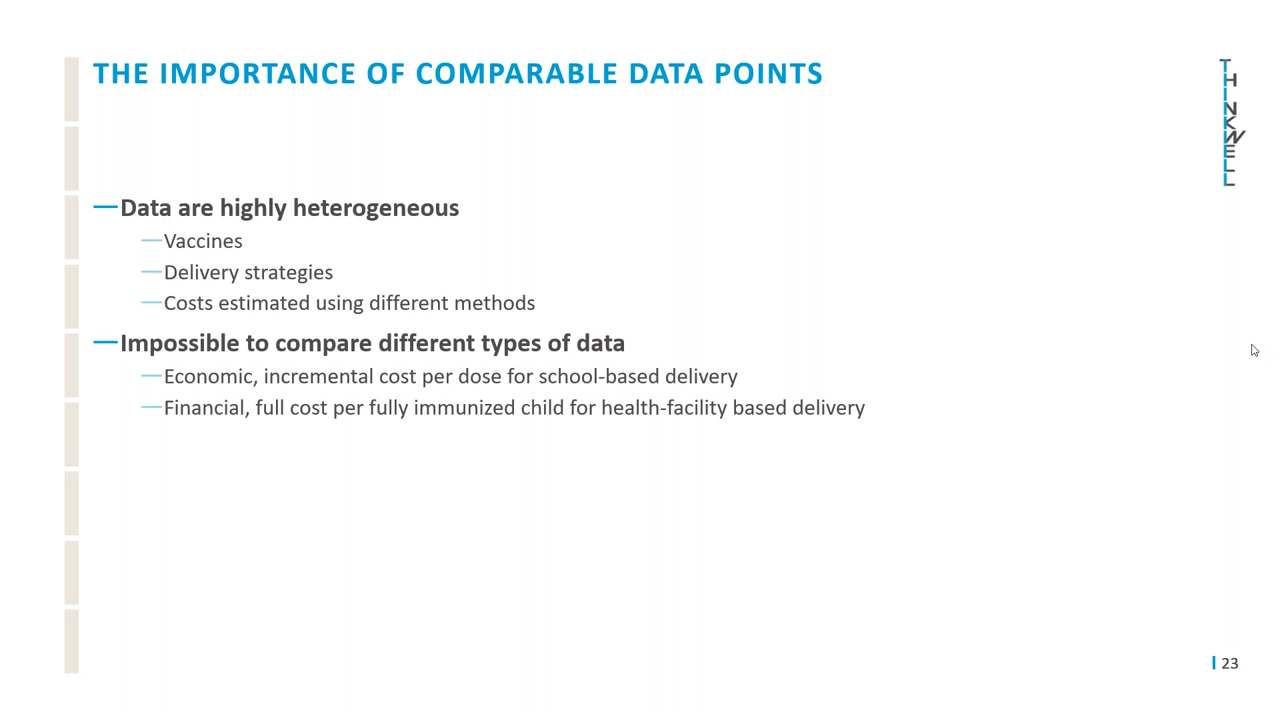 THE IMPORTANCE OF COMPARABLE DATA POINTS
THINKWELL
—Data are highly heterogeneous
—Vaccines
—Delivery strategies
—Costs estimated using different methods
—Impossible to compare different types of data
—Economic, incremental cost per dose for school-based delivery
—Financial, full cost per fully immunized child for health-facility based delivery
23